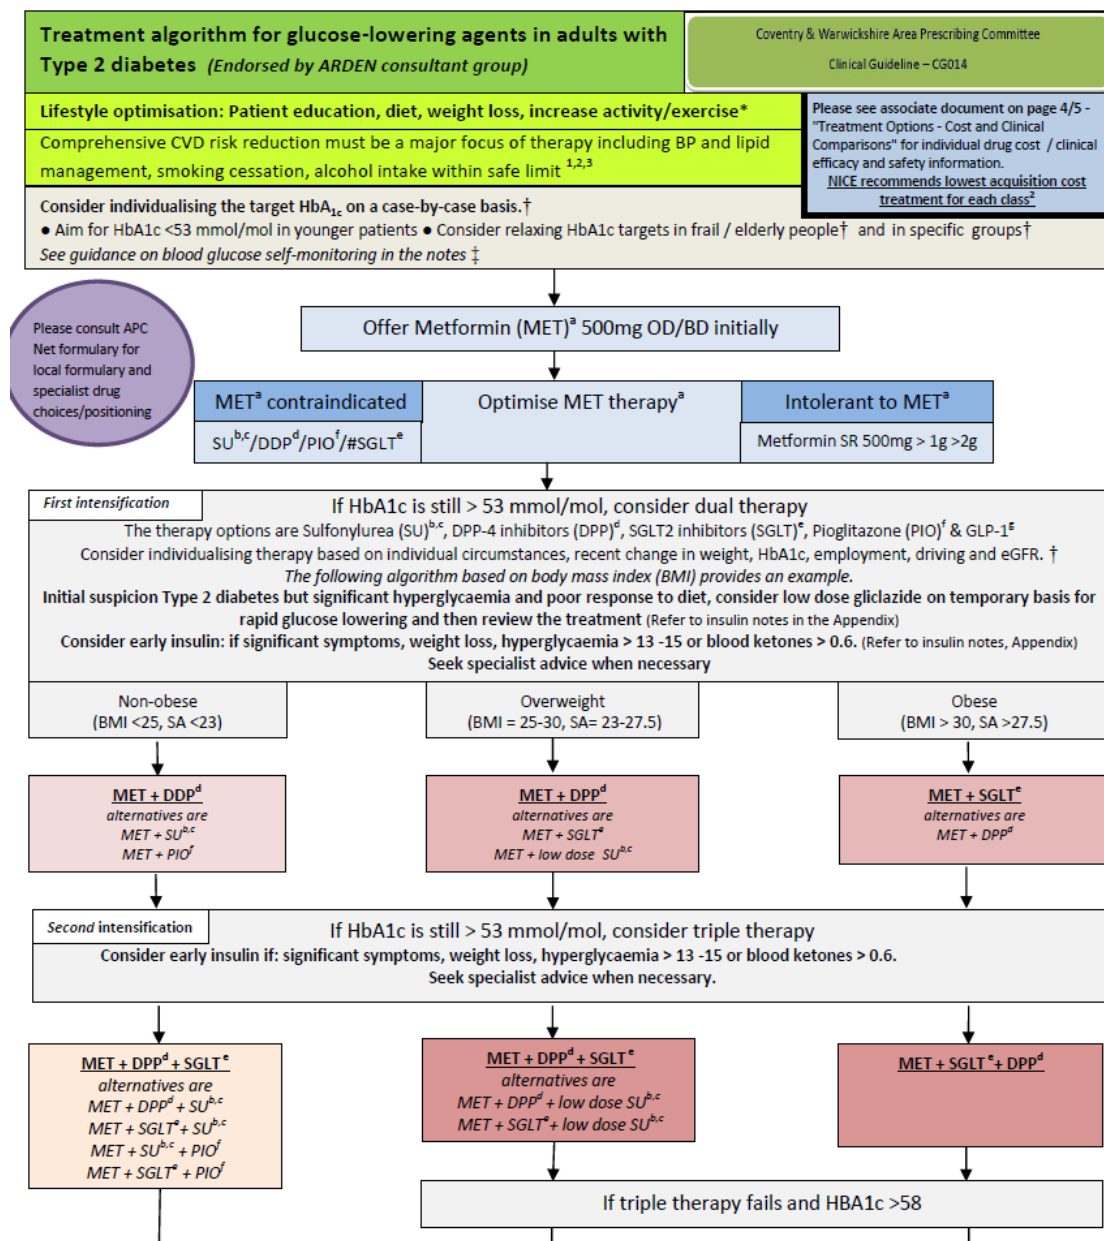 Treatment algorithm for glucose-lowering agents in adults with
Type 2 diabetes (Endorsed by ARDEN consultant group)
Coventry & Warwickshire Area Prescribing Committee
Clinical Guideline – CG014
Lifestyle optimisation: Patient education, diet, weight loss, increase activity/exercise*
Comprehensive CVD risk reduction must be a major focus of therapy including BP and lipid
management, smoking cessation, alcohol intake within safe limit 1,2,3
Please see associate document on page 4/5 -
"Treatment Options - Cost and Clinical
Comparisons" for individual drug cost / clinical
efficacy and safety information.
NICE recommends lowest acquisition cost
treatment for each class²
Consider individualising the target HbA1c on a case-by-case basis.†
● Aim for HbA1c <53 mmol/mol in younger patients ● Consider relaxing HbA1c targets in frail / elderly people† and in specific groups†
See guidance on blood glucose self-monitoring in the notes ‡
Please consult APC
Net formulary for
local formulary and
specialist drug
choices/positioning
Offer Metformin (MET)ᵃ 500mg OD/BD initially
METᵃ contraindicated
SUᵇ,ᶜ/DDPᵈ/PIOᶠ/#SGLTᵉ
Optimise MET therapyᵃ
Intolerant to METᵃ
Metformin SR 500mg > 1g >2g
First intensification
If HbA1c is still > 53 mmol/mol, consider dual therapy
The therapy options are Sulfonylurea (SU)ᵇ,ᶜ, DPP-4 inhibitors (DPP)ᵈ, SGLT2 inhibitors (SGLT)ᵉ, Pioglitazone (PIO)ᶠ & GLP-1ᵍ
Consider individualising therapy based on individual circumstances, recent change in weight, HbA1c, employment, driving and eGFR. †
The following algorithm based on body mass index (BMI) provides an example.
Initial suspicion Type 2 diabetes but significant hyperglycaemia and poor response to diet, consider low dose gliclazide on temporary basis for
rapid glucose lowering and then review the treatment (Refer to insulin notes in the Appendix)
Consider early insulin: if significant symptoms, weight loss, hyperglycaemia > 13 -15 or blood ketones > 0.6. (Refer to insulin notes, Appendix)
Seek specialist advice when necessary
Non-obese
(BMI <25, SA <23)
Overweight
(BMI = 25-30, SA= 23-27.5)
Obese
(BMI > 30, SA >27.5)
MET + DDPᵈ
alternatives are
MET + SUᵇ,ᶜ
MET + PIOᶠ
MET + DPPᵈ
alternatives are
MET + SGLTᵉ
MET + low dose SUᵇ,ᶜ
MET + SGLTᵉ
alternatives are
MET + DPPᵈ
Second intensification
If HbA1c is still > 53 mmol/mol, consider triple therapy
Consider early insulin if: significant symptoms, weight loss, hyperglycaemia > 13 -15 or blood ketones > 0.6.
Seek specialist advice when necessary.
MET + DPPᵈ + SGLTᵉ
alternatives are
MET + DPPᵈ + SUᵇ,ᶜ
MET + SGLTᵉ + SUᵇ,ᶜ
MET + SUᵇ,ᶜ + PIOᶠ
MET + SGLTᵉ + PIOᶠ
MET + DPPᵈ + SGLTᵉ
alternatives are
MET + DPPᵈ + low dose SUᵇ,ᶜ
MET + SGLTᵉ + low dose SUᵇ,ᶜ
MET + SGLTᵉ + DPPᵈ
If triple therapy fails and HBA1c >58